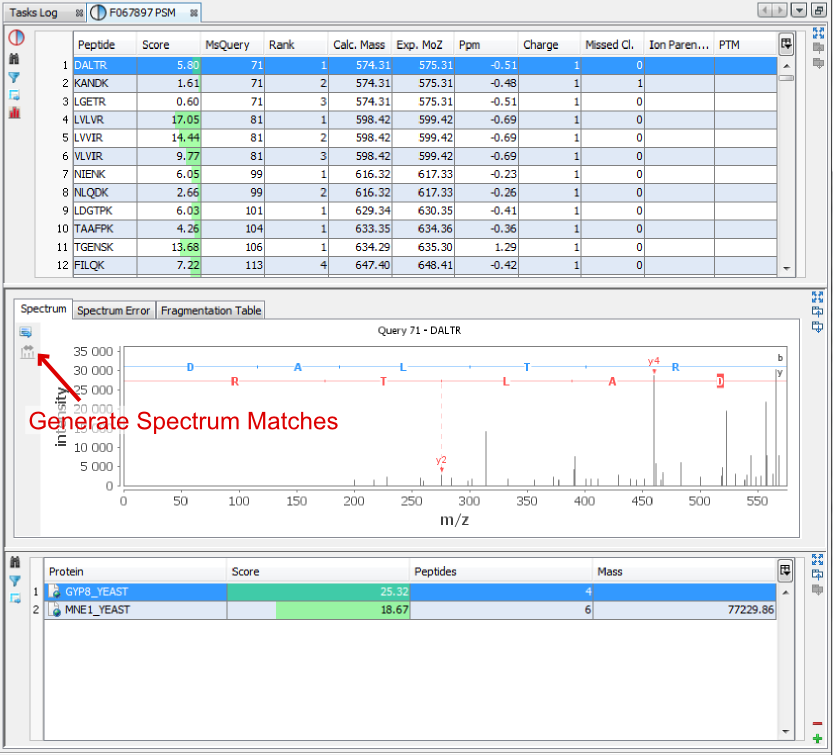 Tasks Log F067897 PSM
Peptide Score MsQuery Rank Calc. Mass Exp. MoZ Ppm Charge Missed Cl. Ion Paren... PTM
1 DALTR 5.80 71 1 574.31 575.31 -0.51 1 0
2 KANDK 1.61 71 2 574.31 575.31 -0.48 1 1
3 LGETR 0.60 71 3 574.31 575.31 -0.51 1 0
4 LVLVR 17.05 81 1 598.42 599.42 -0.69 1 0
5 LVVIR 14.44 81 2 598.42 599.42 -0.69 1 0
6 VLVIR 9.77 81 3 598.42 599.42 -0.69 1 0
7 NIENK 6.05 99 1 616.32 617.33 -0.23 1 0
8 NLQDK 2.66 99 2 616.32 617.33 -0.26 1 0
9 LDGTPK 6.03 101 1 629.34 630.35 -0.41 1 0
10 TAAFPK 4.26 104 1 633.35 634.36 -0.36 1 0
11 TGENSK 13.68 106 1 634.29 635.30 1.29 1 0
12 FILQK 7.22 113 4 647.40 648.41 -0.42 1 0
Spectrum Spectrum Error Fragmentation Table
Query 71 - DALTR
35 000
30 000
25 000
20 000
10 000
5 000
0
intensity
D A L T R
R T L A D
b
y
y4
y2
Generate Spectrum Matches
0 50 100 150 200 250 300 350 400 450 500 550
m/z
Protein Score Peptides Mass
1 GYP8_YEAST 25.32 4
2 MNE1_YEAST 18.67 6 77229.86